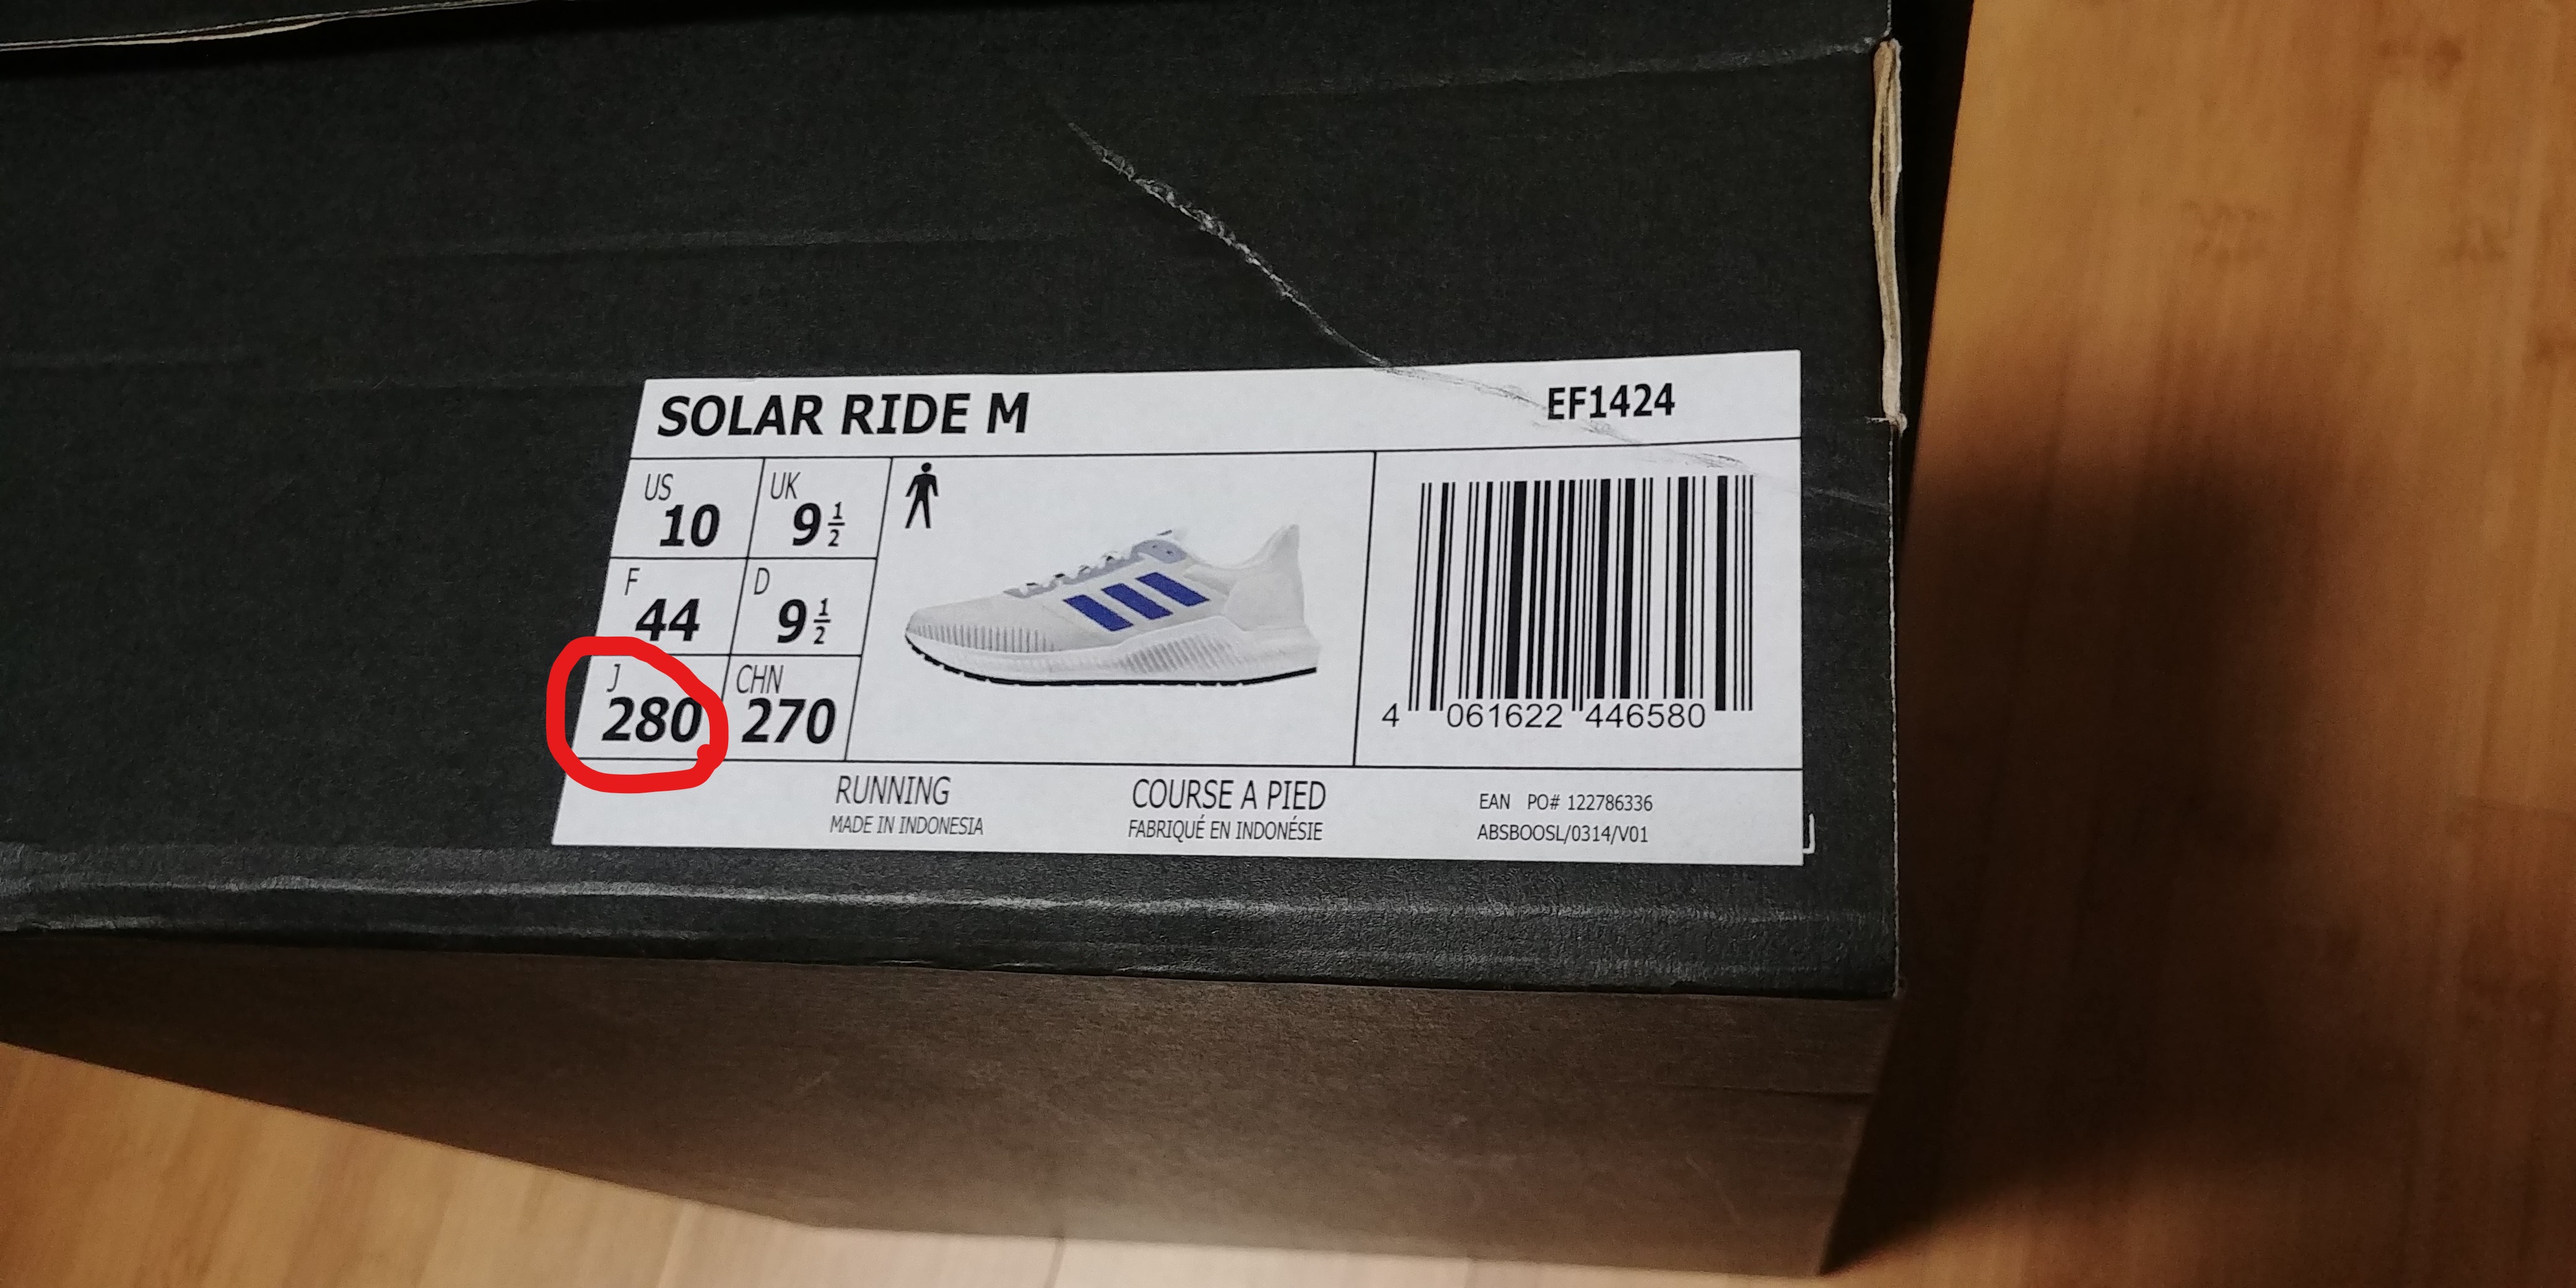 SOLAR RIDE M EF1424
US UK
10 9 1/2
F D
44 9 1/2
J CHN
280 270
4 061622 446580
RUNNING COURSE A PIED EAN PO# 122786336
MADE IN INDONESIA FABRIQUÉ EN INDONÉSIE ABSBOOSL/0314/V01